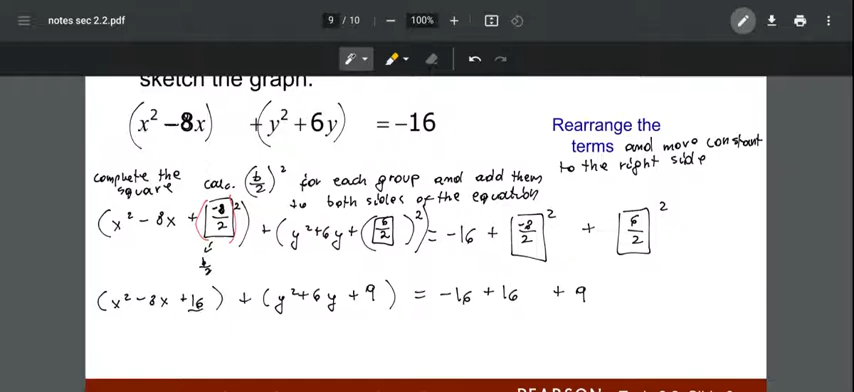 notes sec 2.2.pdf
9 / 10
100%
sketch the graph.
(x² −8x) +(y² +6y) = −16
Rearrange the
terms and move constant
to the right side
complete the
square
calc. (b/2)² for each group and add them
to both sides of the equation
(x² − 8x + [−8/2]²) + (y² + 6y + ([6/2])²) = −16 + [−8/2]² + [6/2]²
b/2
(x² − 8x + 16) + (y² + 6y + 9) = −16 + 16 + 9
PEARSON